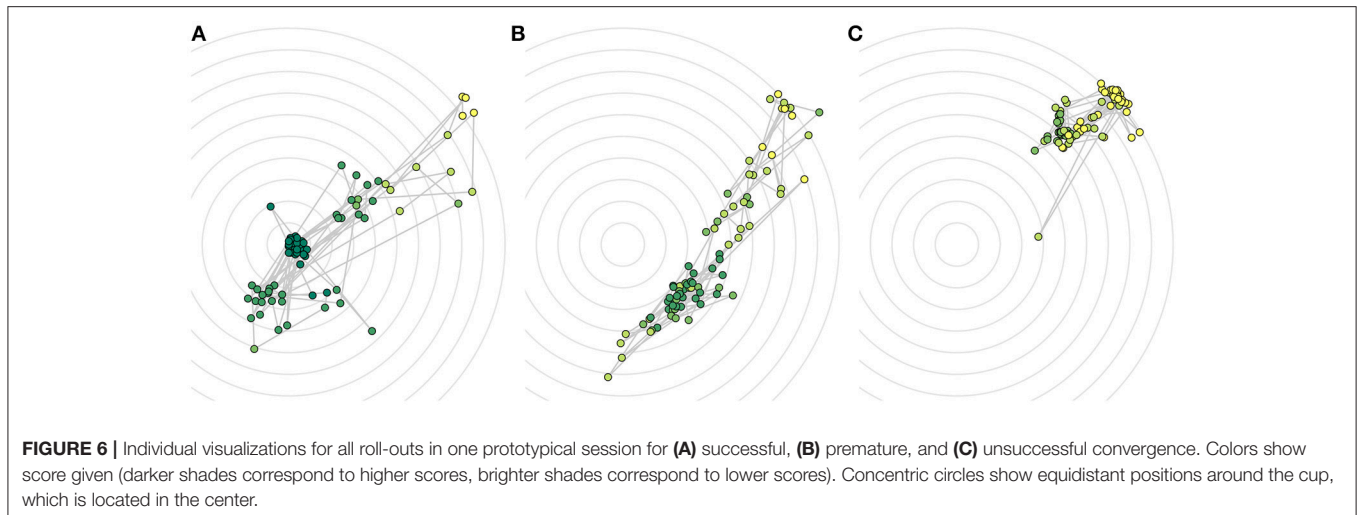 A
B
C
FIGURE 6 | Individual visualizations for all roll-outs in one prototypical session for (A) successful, (B) premature, and (C) unsuccessful convergence. Colors show
score given (darker shades correspond to higher scores, brighter shades correspond to lower scores). Concentric circles show equidistant positions around the cup,
which is located in the center.